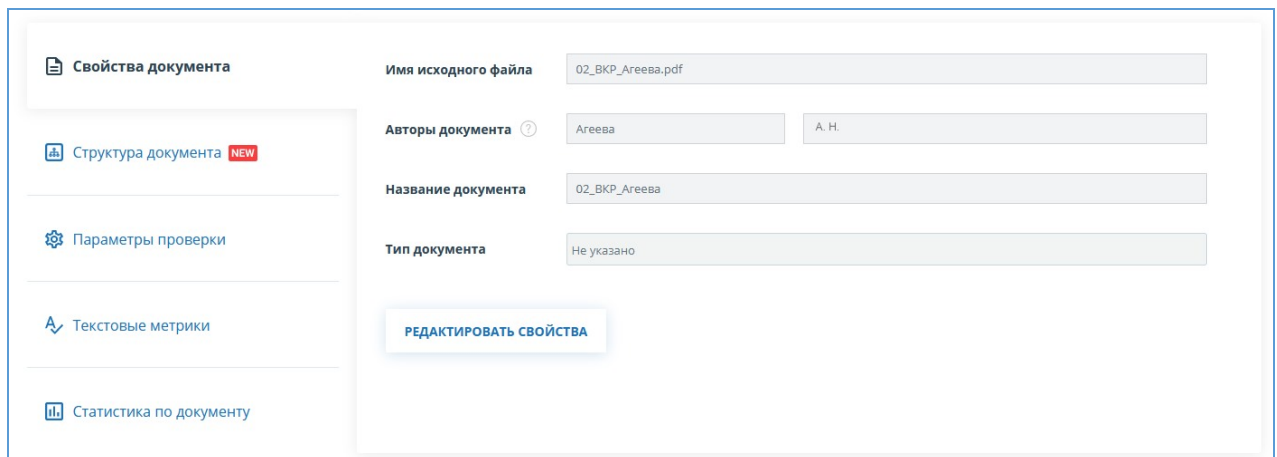 Свойства документа
Структура документа NEW
Параметры проверки
Текстовые метрики
Статистика по документу
Имя исходного файла 02_ВКР_Агеева.pdf
Авторы документа ? Агеева А. Н.
Название документа 02_ВКР_Агеева
Тип документа Не указано
РЕДАКТИРОВАТЬ СВОЙСТВА